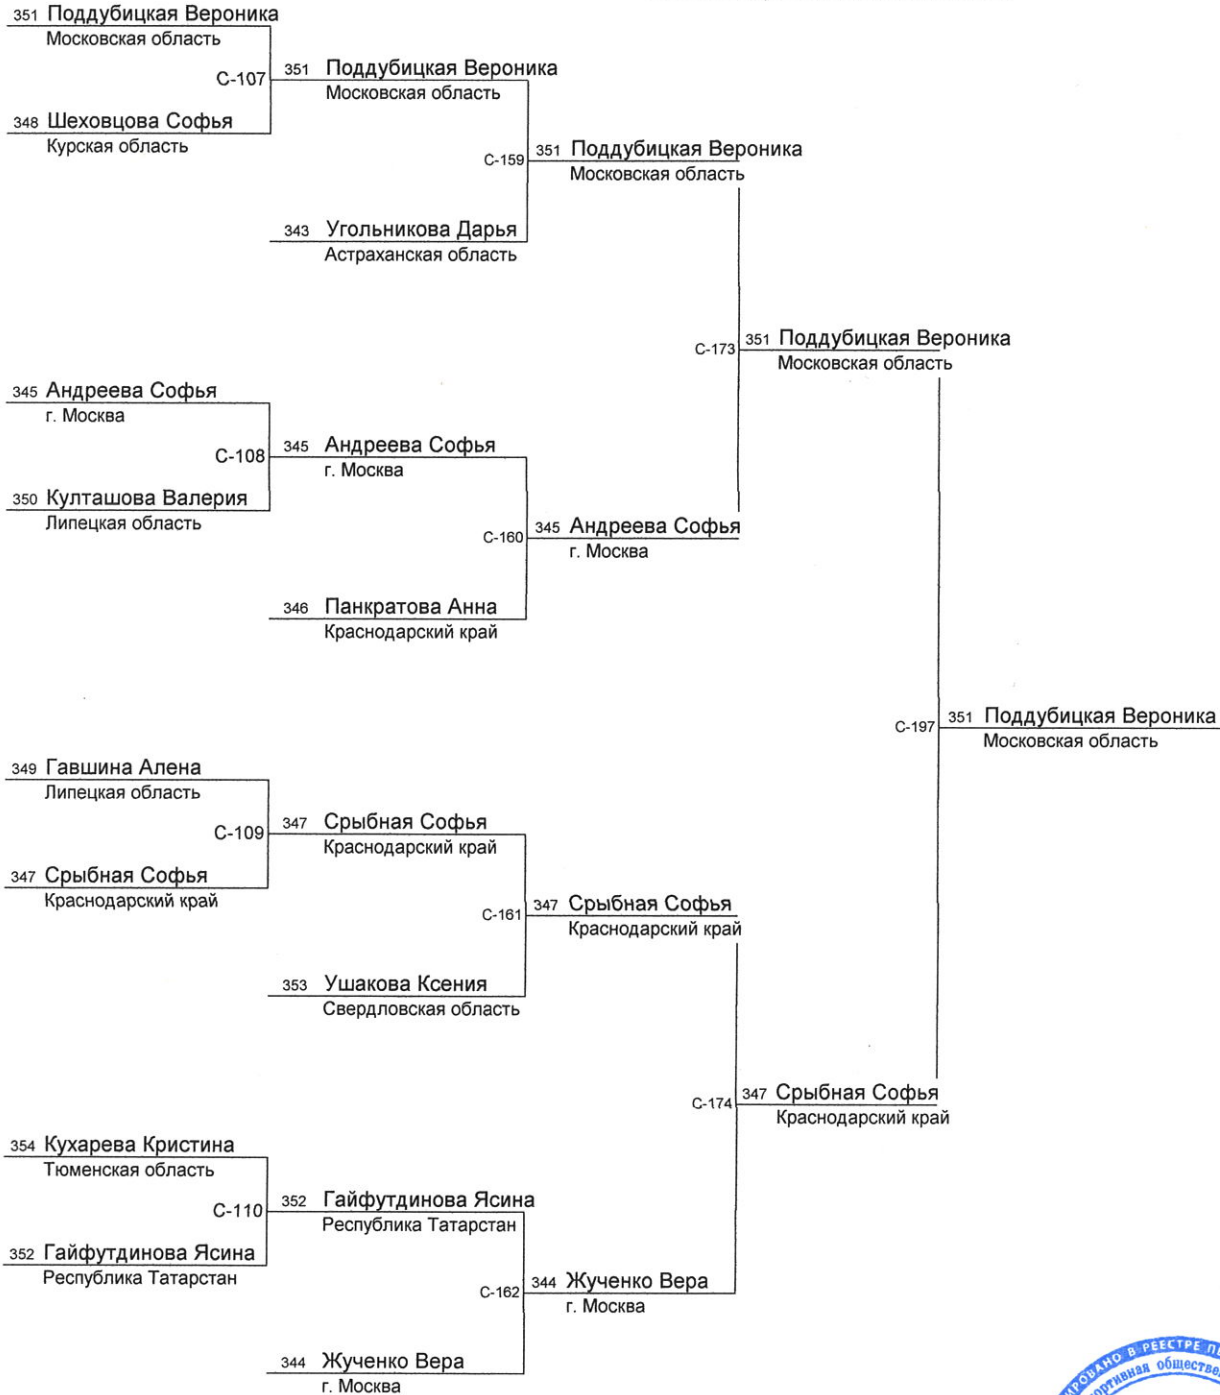 351 Поддубицкая Вероника
Московская область
С-107
348 Шеховцова Софья
Курская область
351 Поддубицкая Вероника
Московская область
С-159
343 Угольникова Дарья
Астраханская область
351 Поддубицкая Вероника
Московская область
С-173
351 Поддубицкая Вероника
Московская область
345 Андреева Софья
г. Москва
С-108
350 Култашова Валерия
Липецкая область
345 Андреева Софья
г. Москва
С-160
346 Панкратова Анна
Краснодарский край
345 Андреева Софья
г. Москва
С-197
351 Поддубицкая Вероника
Московская область
349 Гавшина Алена
Липецкая область
С-109
347 Срыбная Софья
Краснодарский край
347 Срыбная Софья
Краснодарский край
С-161
353 Ушакова Ксения
Свердловская область
347 Срыбная Софья
Краснодарский край
С-174
347 Срыбная Софья
Краснодарский край
354 Кухарева Кристина
Тюменская область
С-110
352 Гайфутдинова Ясина
Республика Татарстан
352 Гайфутдинова Ясина
Республика Татарстан
С-162
344 Жученко Вера
г. Москва
344 Жученко Вера
г. Москва
В РЕЕСТРЕ